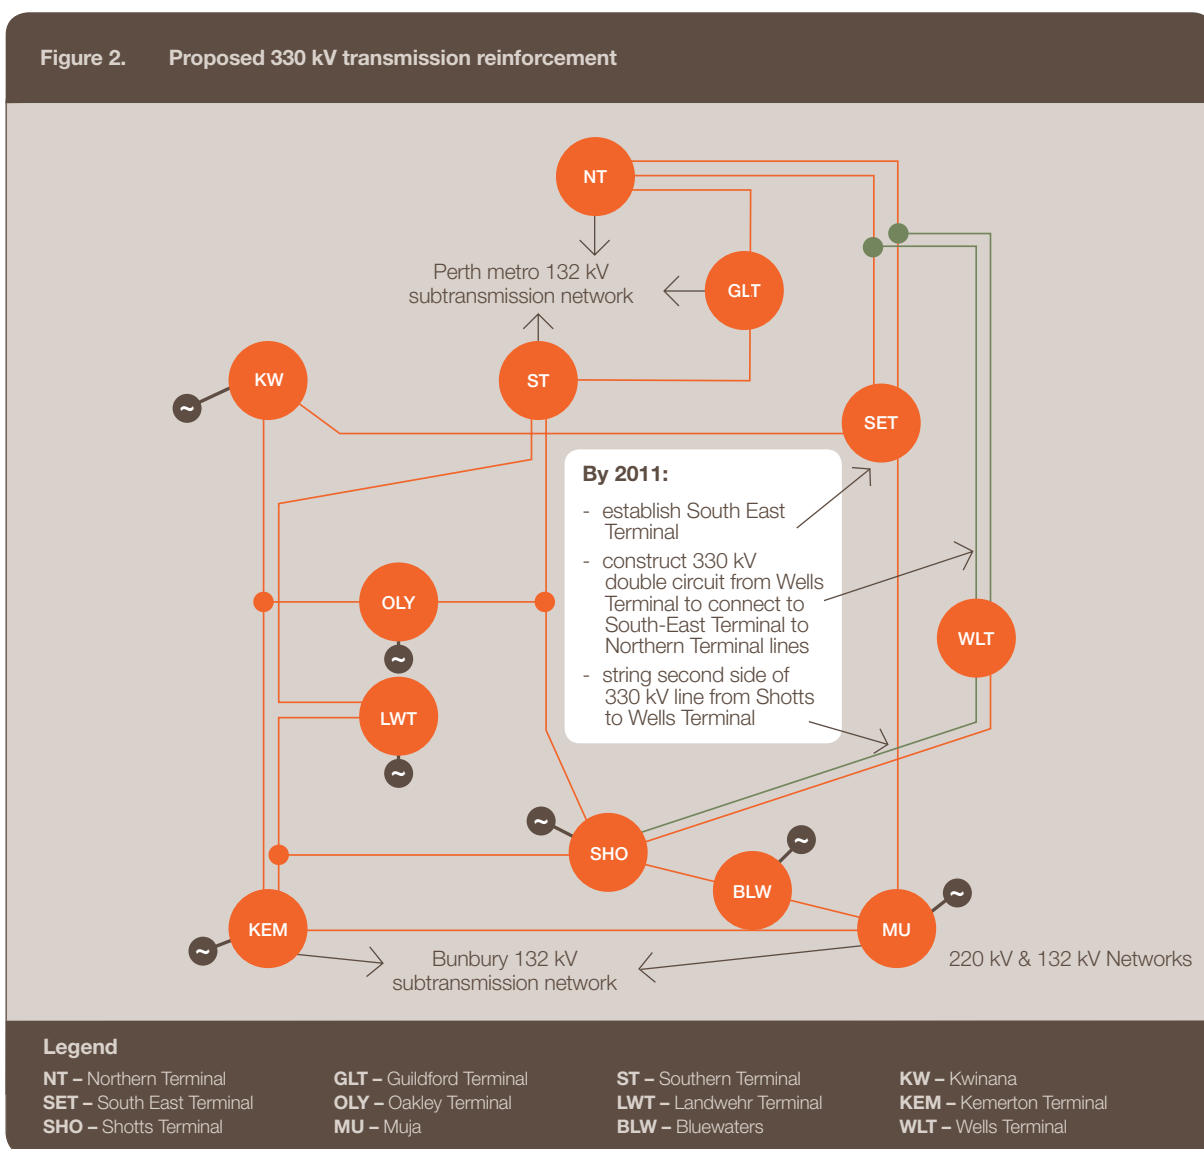 Figure 2. Proposed 330 kV transmission reinforcement
NT
Perth metro 132 kV
subtransmission network
GLT
KW
~
ST
SET
By 2011:
- establish South East
Terminal
- construct 330 kV
double circuit from Wells
Terminal to connect to
South-East Terminal to
Northern Terminal lines
- string second side of
330 kV line from Shotts
to Wells Terminal
OLY
~
WLT
LWT
~
~
SHO
~
BLW
~
KEM
~
MU
Bunbury 132 kV
subtransmission network
220 kV & 132 kV Networks
Legend
NT – Northern Terminal
SET – South East Terminal
SHO – Shotts Terminal
GLT – Guildford Terminal
OLY – Oakley Terminal
MU – Muja
ST – Southern Terminal
LWT – Landwehr Terminal
BLW – Bluewaters
KW – Kwinana
KEM – Kemerton Terminal
WLT – Wells Terminal